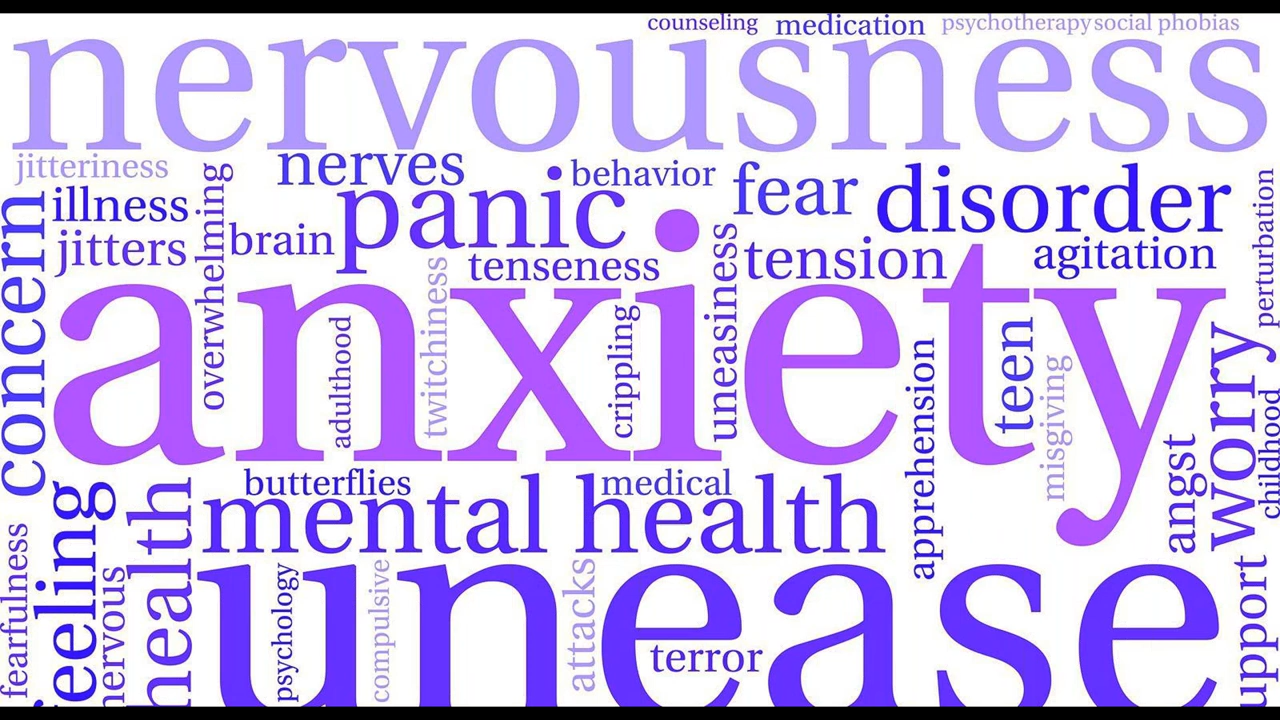 counseling medication psychotherapy social phobias
nervousness
jitteriness nerves behavior fear disorder perturbation
illness panic
jitters overwhelming brain tenseness uneasiness tension agitation
concern anxiety
adulthood twitchiness crippling apprehension teen misgiving worry
childhood
butterflies medical angst
mental health
feeling health
unease
fearfulness nervous psychology compulsive attacks terror support